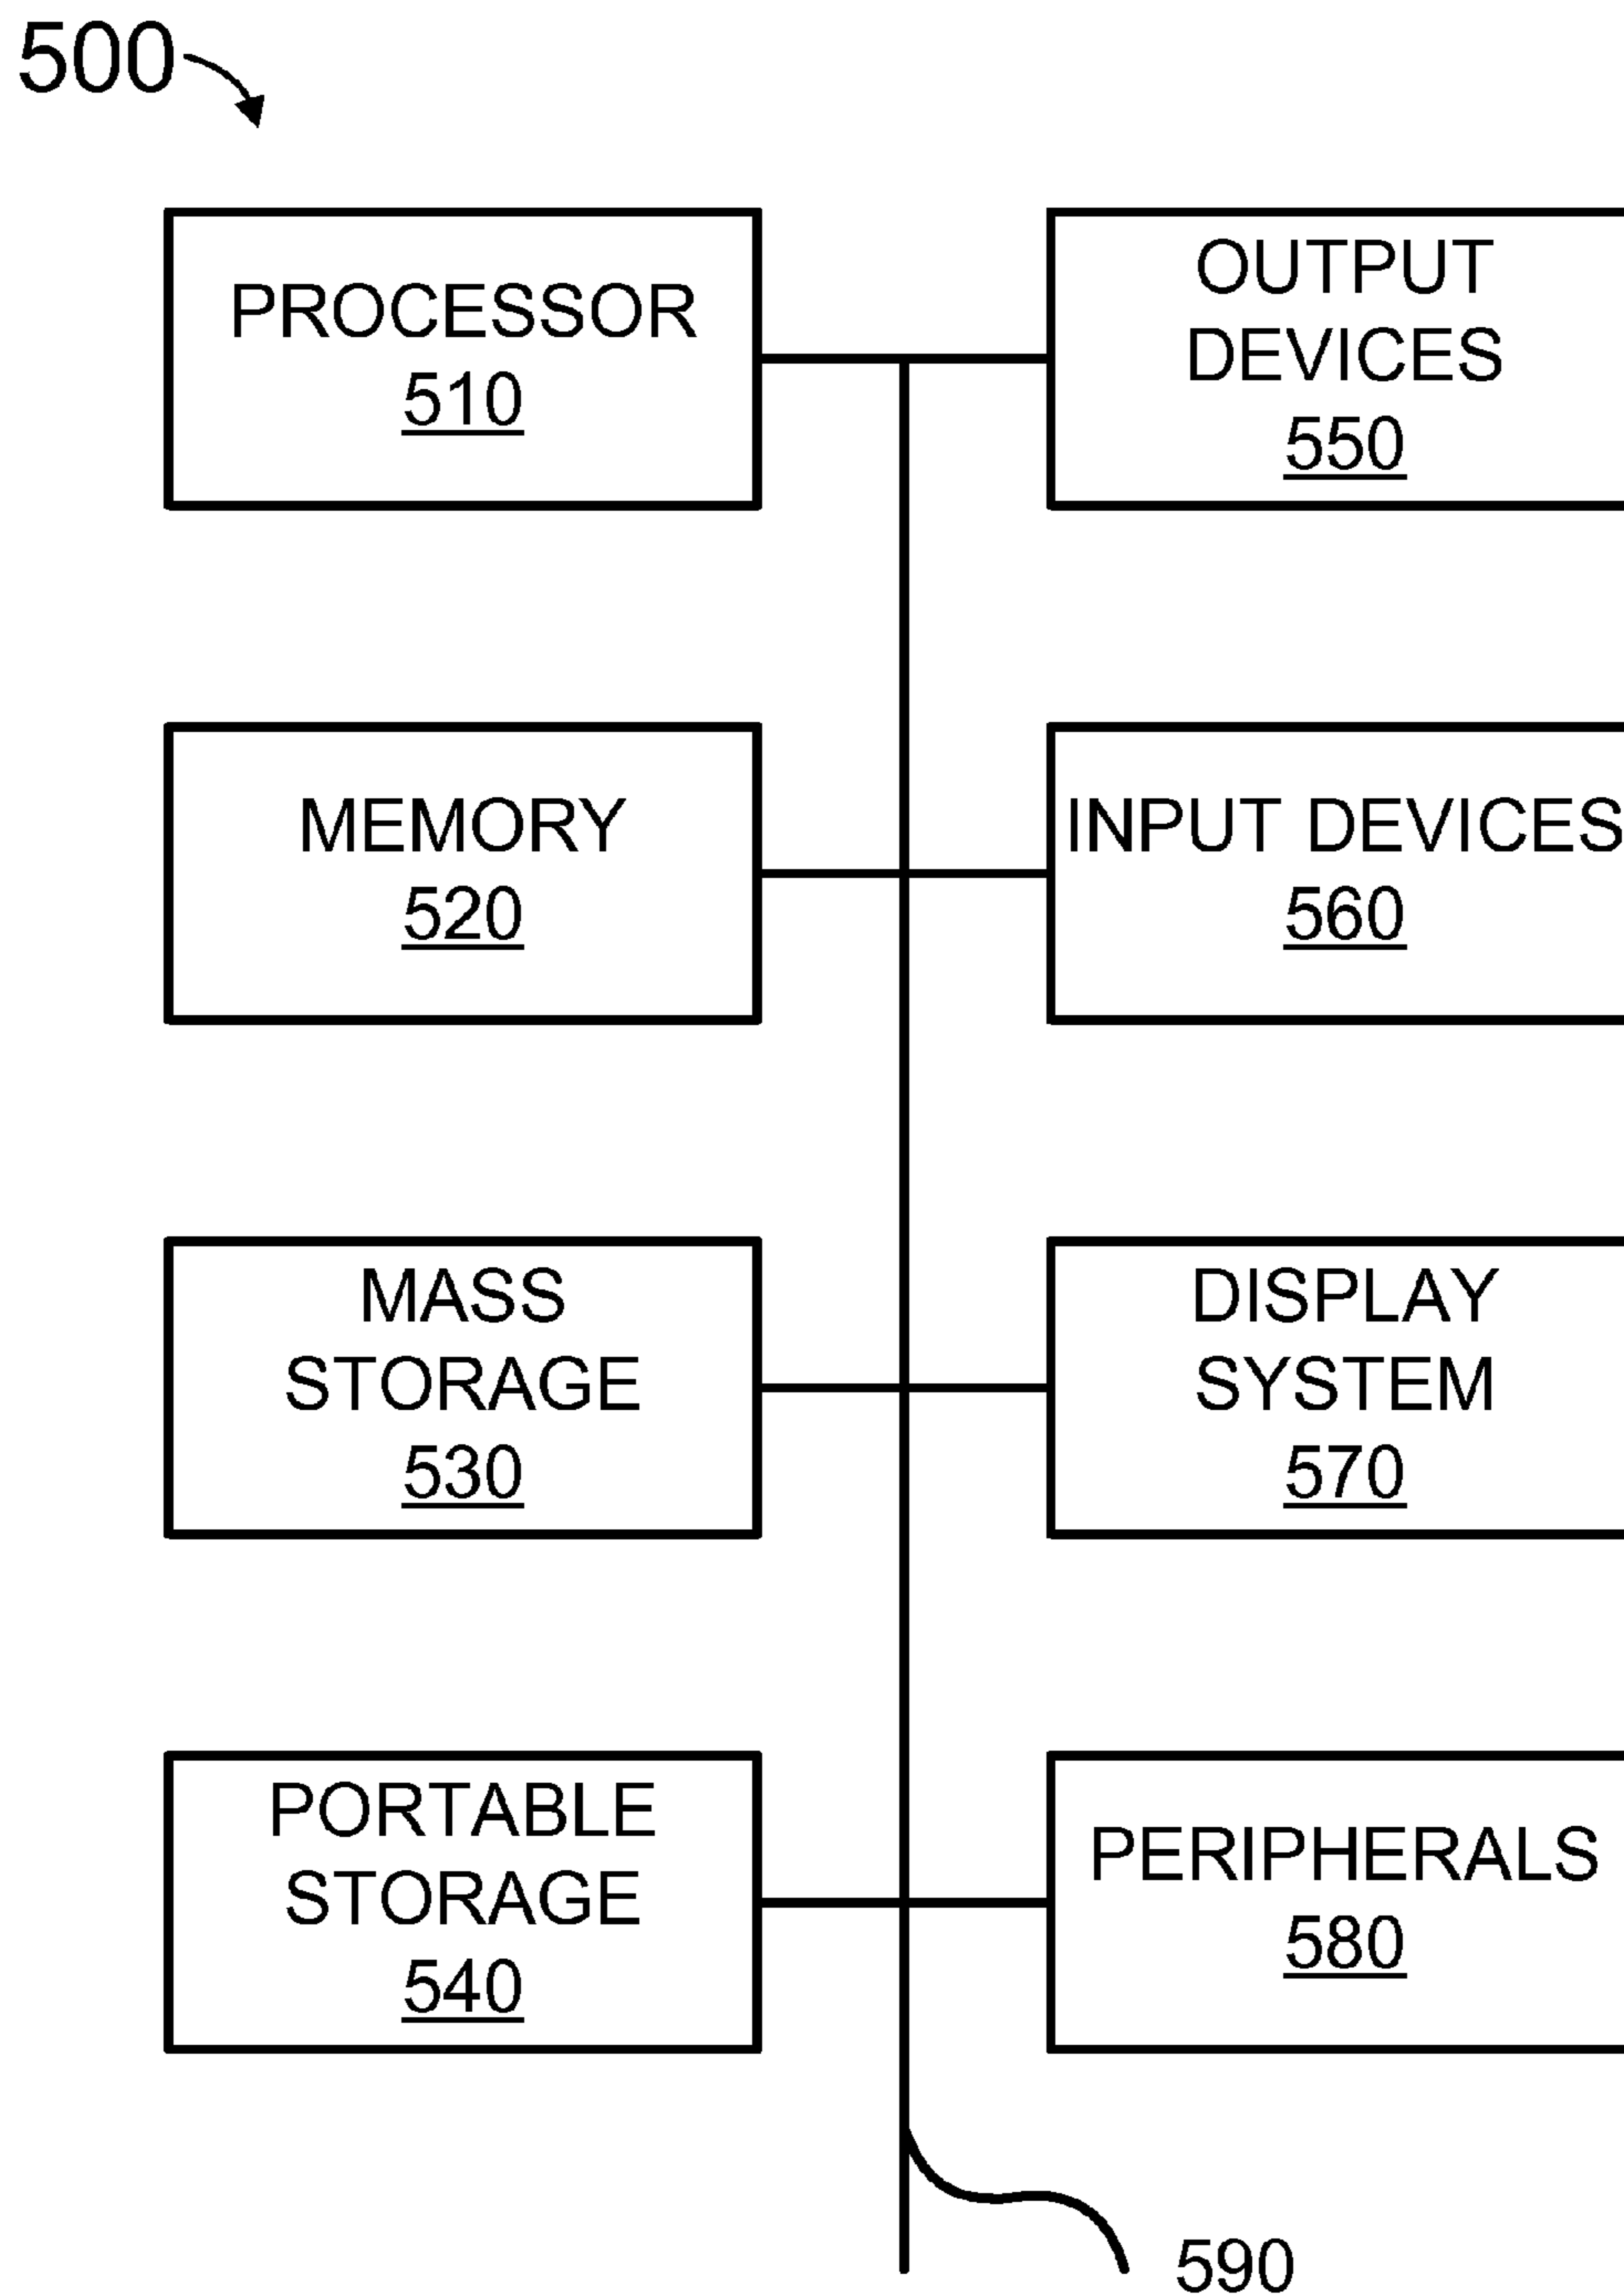 500
PROCESSOR
510
OUTPUT
DEVICES
550
MEMORY
520
INPUT DEVICES
560
MASS
STORAGE
530
DISPLAY
SYSTEM
570
PORTABLE
STORAGE
540
PERIPHERALS
580
590